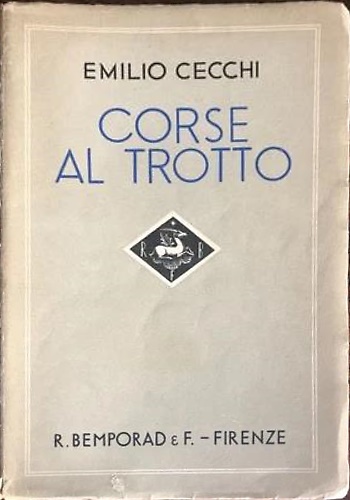 EMILIO CECCHI
CORSE
AL TROTTO
R B
F
R. BEMPORAD & F. – FIRENZE